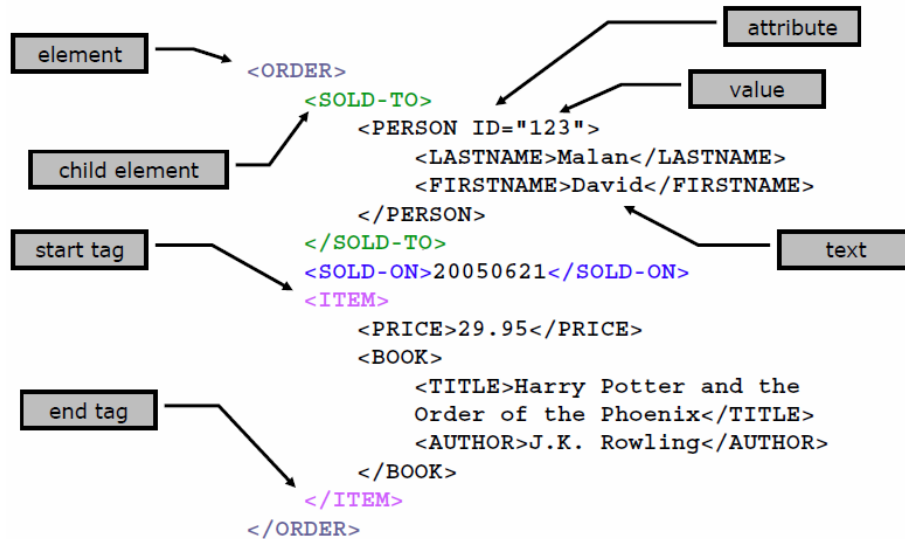 attribute
element
<ORDER>
<SOLD-TO>
value
<PERSON ID="123">
<LASTNAME>Malan</LASTNAME>
child element
<FIRSTNAME>David</FIRSTNAME>
</PERSON>
start tag
</SOLD-TO>
text
<SOLD-ON>20050621</SOLD-ON>
<ITEM>
<PRICE>29.95</PRICE>
<BOOK>
<TITLE>Harry Potter and the
end tag
Order of the Phoenix</TITLE>
<AUTHOR>J.K. Rowling</AUTHOR>
</BOOK>
</ITEM>
</ORDER>